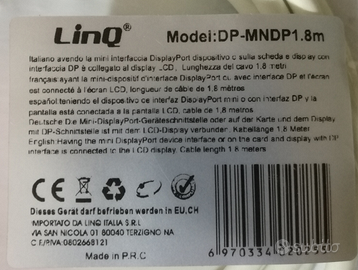 LinQ® Model:DP-MNDP1.8m
Italiano avendo la mini interfaccia DisplayPort dispositivo o sulla scheda e display con
interfaccia DP è collegato al display LCD, Lunghezza del cavo 1,8 metri
français ayant la mini-dispositif d'interface DisplayPort ou avec interface DP et l'écran
est connecté à l'écran LCD, longueur de câble de 1,8 mètres
español teniendo el dispositivo de interfaz DisplayPort mini o con interfaz DP y la
pantalla está conectada a la pantalla LCD, cable de 1,8 metros
Deutsche Die Mini-DisplayPort-Geräteschnittstelle oder auf der Karte und dem Display
mit DP-Schnittstelle ist mit dem LCD-Display verbunden. Kabellänge 1,8 Meter
English Having the mini DisplayPort device interface or on the card and display with DP
interface is connected to the LCD display. Cable length 1.8 meters
CE
Dieses Gerat darf betrieben werden in EU,CH
IMPORTATO DA LINQ ITALIA S.R.L
VIA SAN NICOLA 01 80040 TERZIGNO NA
C.F./P.IVA 0802668121
Made in P.R.C
6 970334
subito